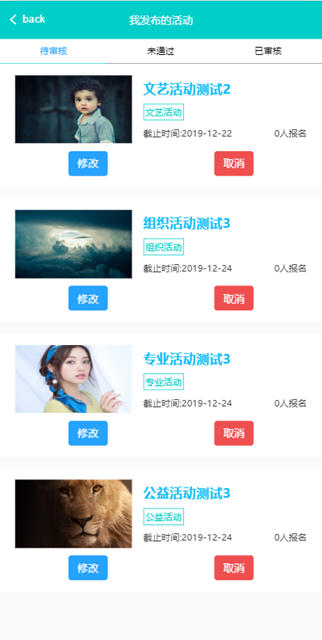 back
我发布的活动
待审核 未通过 已审核
文艺活动测试2
文艺活动
截止时间:2019-12-22 0人报名
修改 取消
组织活动测试3
组织活动
截止时间:2019-12-24 0人报名
修改 取消
专业活动测试3
专业活动
截止时间:2019-12-24 0人报名
修改 取消
公益活动测试3
公益活动
截止时间:2019-12-24 0人报名
修改 取消